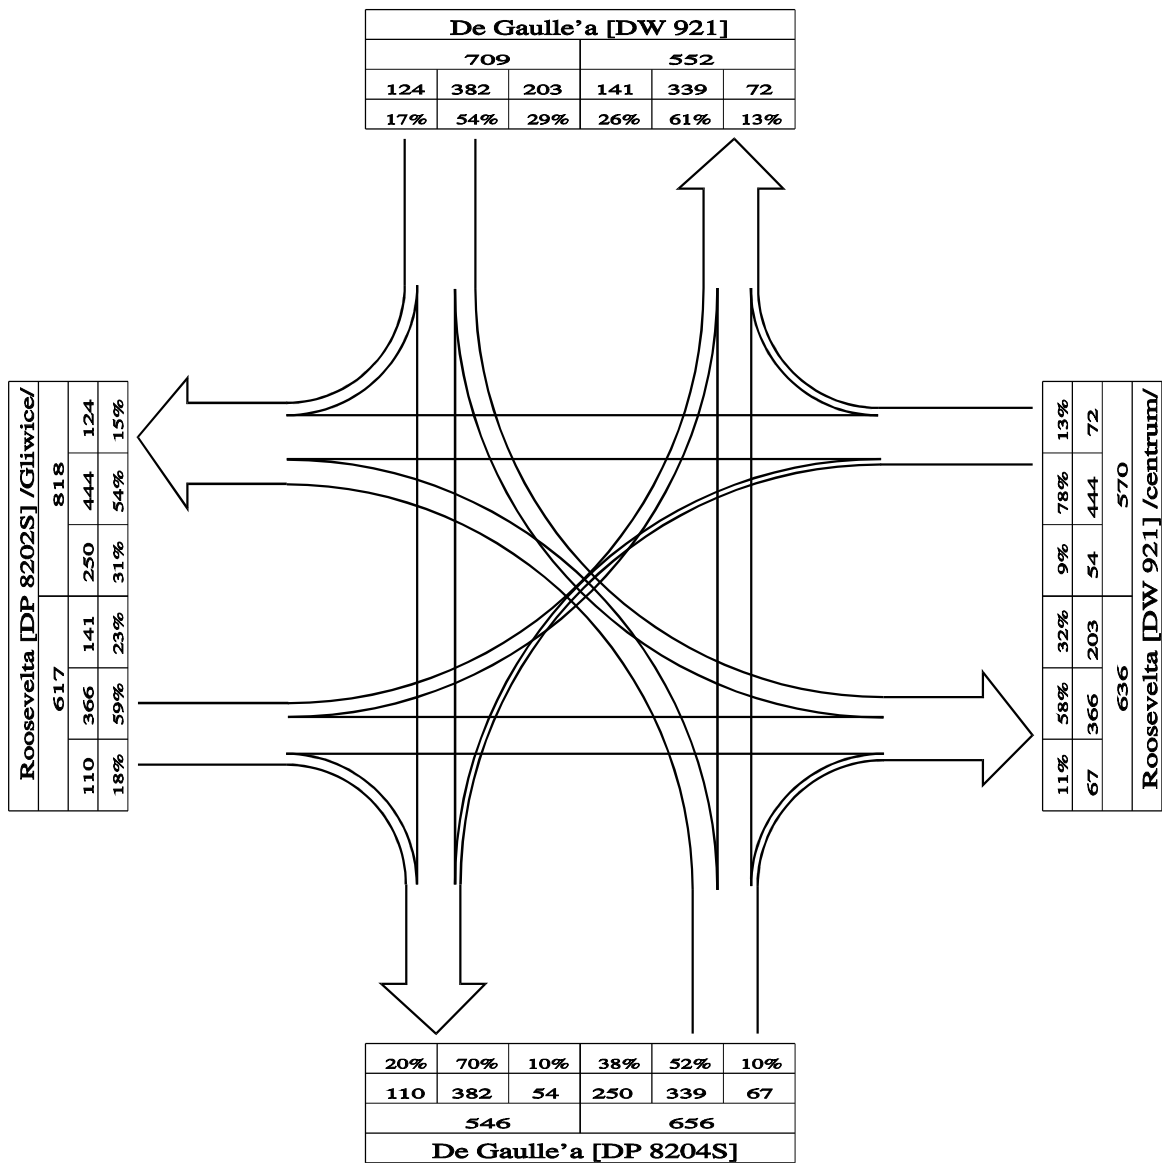 De Gaulle’a [DW 921]
709 552
124 382 203 141 339 72
17% 54% 29% 26% 61% 13%
Roosevelta [DP 8202S] /Gliwice/
617 818
110 366 141 250 444 124
18% 59% 23% 31% 54% 15%
11% 58% 32% 9% 78% 13%
67 366 203 54 444 72
636 570
Roosevelta [DW 921] /centrum/
20% 70% 10% 38% 52% 10%
110 382 54 250 339 67
546 656
De Gaulle’a [DP 8204S]